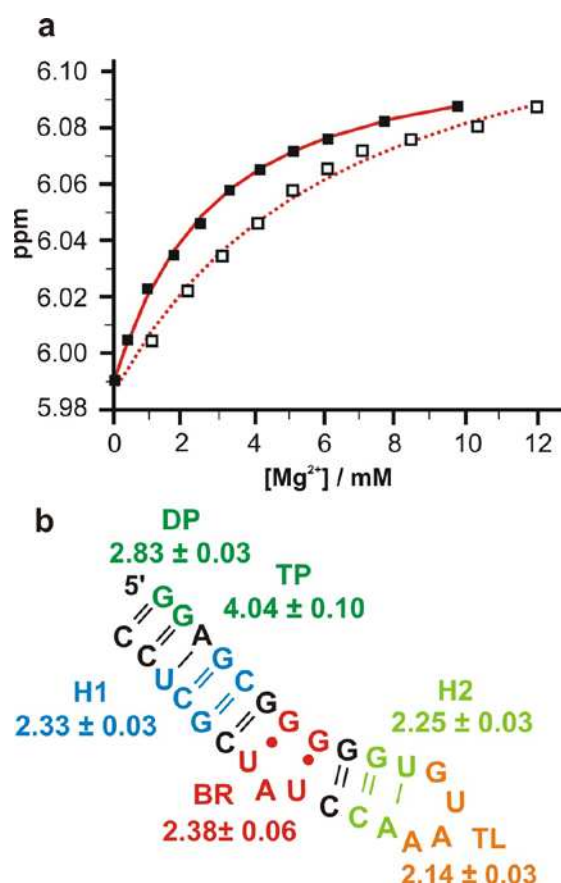 a
6.10
6.08
6.06
6.04
6.02
6.00
5.98
ppm
0 2 4 6 8 10 12
[Mg²⁺] / mM
b
DP
2.83 ± 0.03
TP
4.04 ± 0.10
5' G G A G C G G G G G U G U A A
C C U C G C U A U C C A
H1
2.33 ± 0.03
H2
2.25 ± 0.03
BR
2.38± 0.06
TL
2.14 ± 0.03